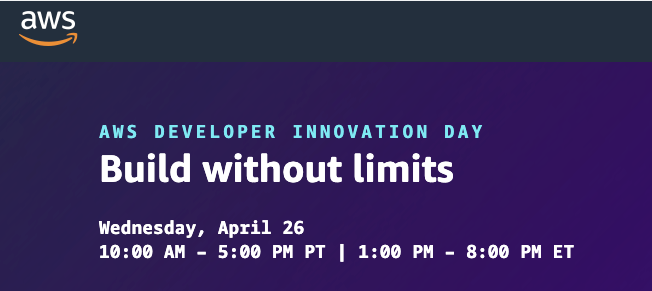 aws
AWS DEVELOPER INNOVATION DAY
Build without limits
Wednesday, April 26
10:00 AM – 5:00 PM PT | 1:00 PM – 8:00 PM ET